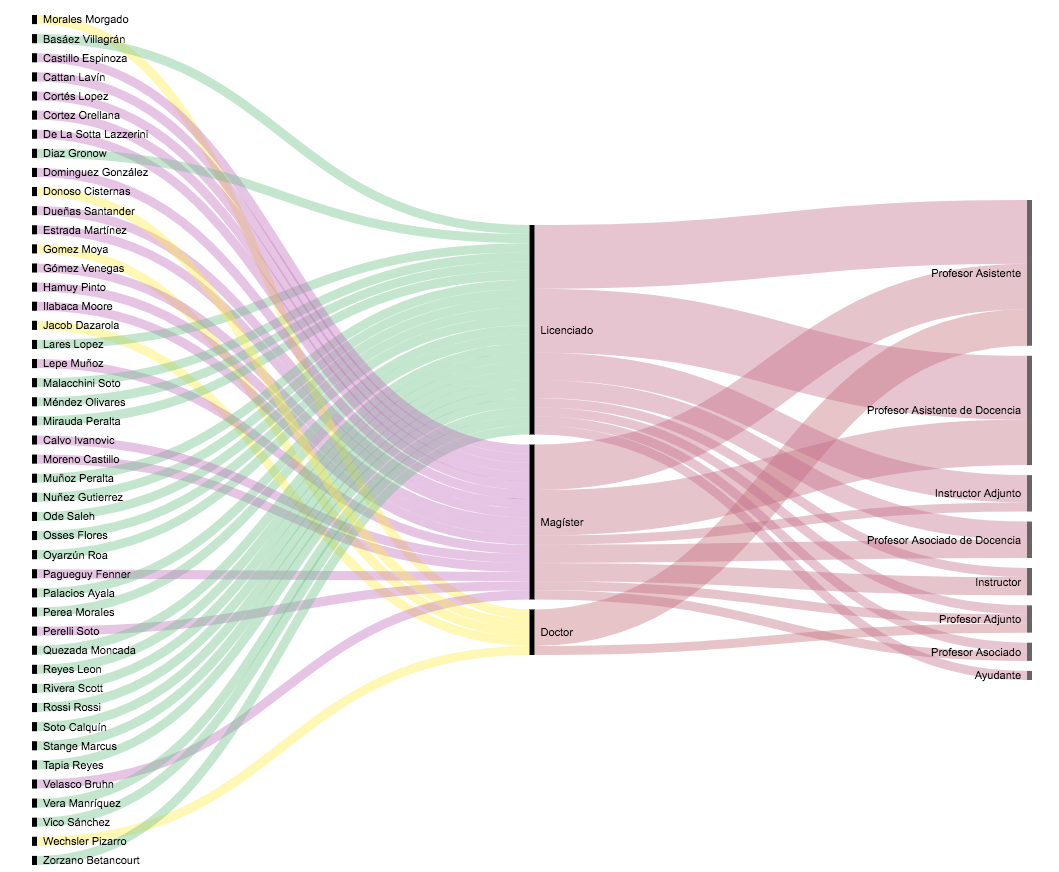 Morales Morgado
Basáez Villagrán
Castillo Espinoza
Cattan Lavín
Cortés Lopez
Cortez Orellana
De La Sotta Lazzerini
Diaz Gronow
Dominguez González
Donoso Cisternas
Dueñas Santander
Estrada Martínez
Gomez Moya
Gómez Venegas
Hamuy Pinto
Ilabaca Moore
Jacob Dazarola
Lares Lopez
Lepe Muñoz
Malacchini Soto
Méndez Olivares
Mirauda Peralta
Calvo Ivanovic
Moreno Castillo
Muñoz Peralta
Nuñez Gutierrez
Ode Saleh
Osses Flores
Oyarzún Roa
Pagueguy Fenner
Palacios Ayala
Perea Morales
Perelli Soto
Quezada Moncada
Reyes Leon
Rivera Scott
Rossi Rossi
Soto Calquín
Stange Marcus
Tapia Reyes
Velasco Bruhn
Vera Manríquez
Vico Sánchez
Wechsler Pizarro
Zorzano Betancourt
Licenciado
Magíster
Doctor
Profesor Asistente
Profesor Asistente de Docencia
Instructor Adjunto
Profesor Asociado de Docencia
Instructor
Profesor Adjunto
Profesor Asociado
Ayudante